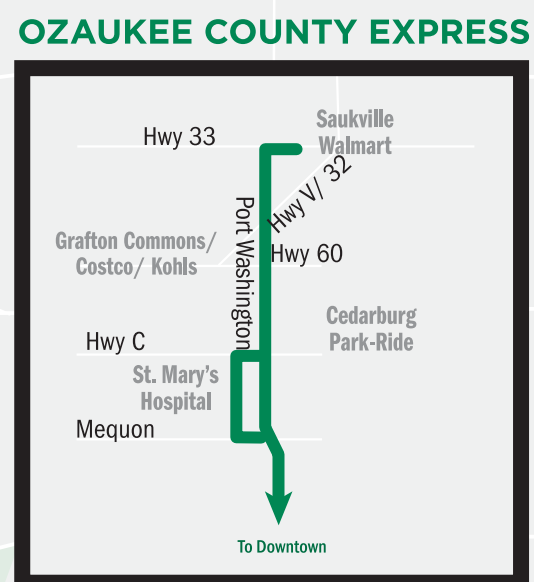 OZAUKEE COUNTY EXPRESS
Saukville
Walmart
Hwy 33
Hwy V/ 32
Port Washington
Grafton Commons/
Costco/ Kohls
Hwy 60
Cedarburg
Park-Ride
Hwy C
St. Mary's
Hospital
Mequon
To Downtown